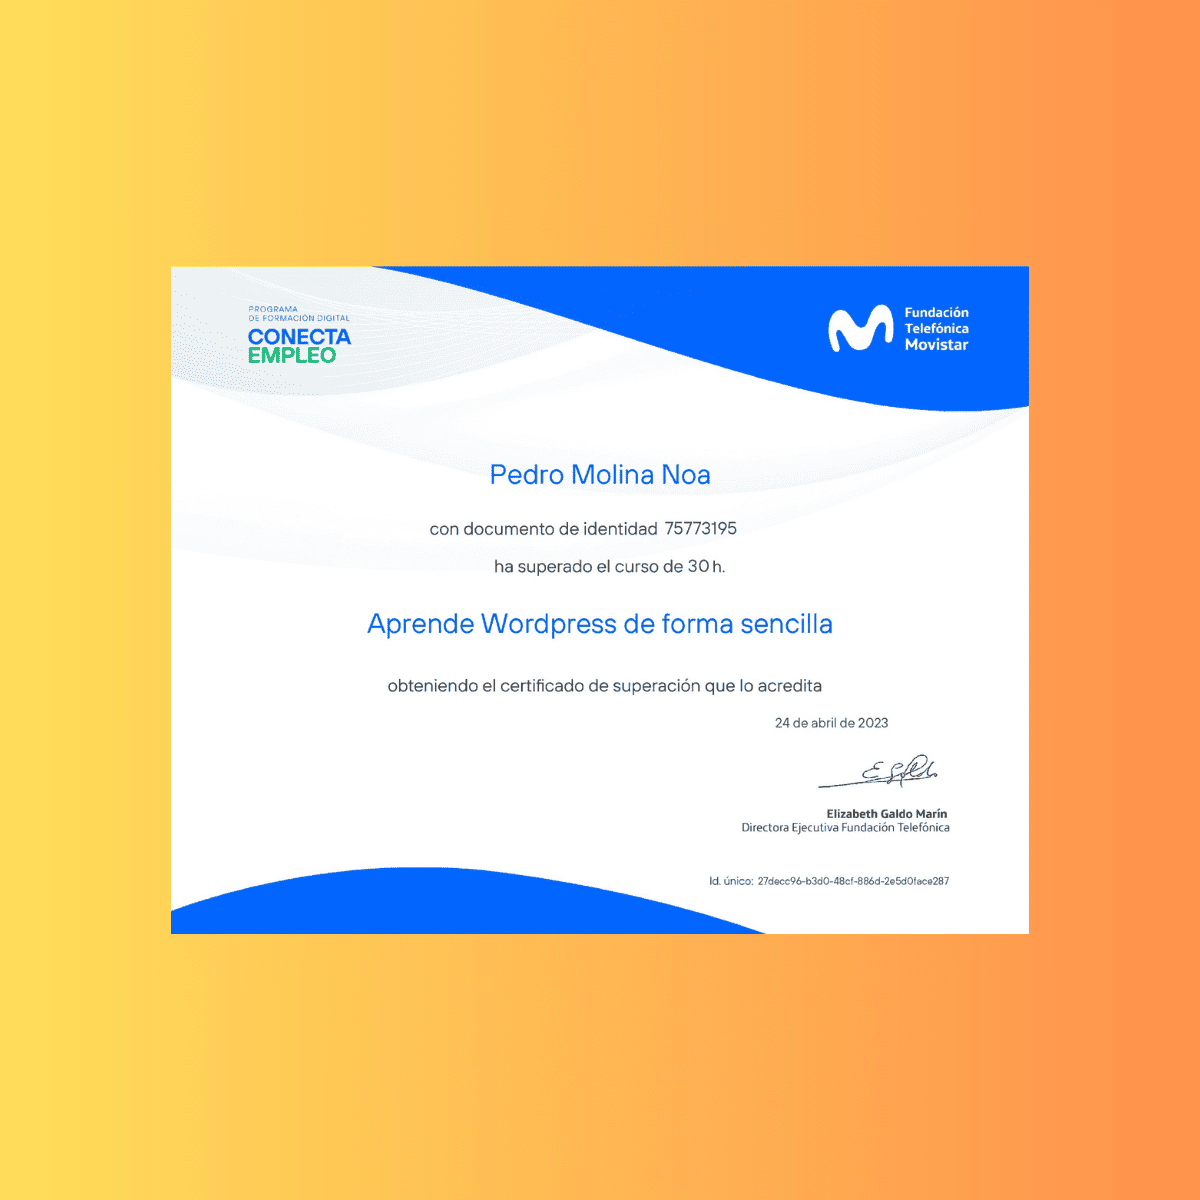 PROGRAMA
DE FORMACIÓN DIGITAL
CONECTA
EMPLEO
Fundación
Telefónica
Movistar
Pedro Molina Noa
con documento de identidad 75773195
ha superado el curso de 30 h.
Aprende Wordpress de forma sencilla
obteniendo el certificado de superación que lo acredita
24 de abril de 2023
Elizabeth Galdo Marín
Directora Ejecutiva Fundación Telefónica
Id. único: 27decc96-b3d0-48cf-886d-2e5d0face287